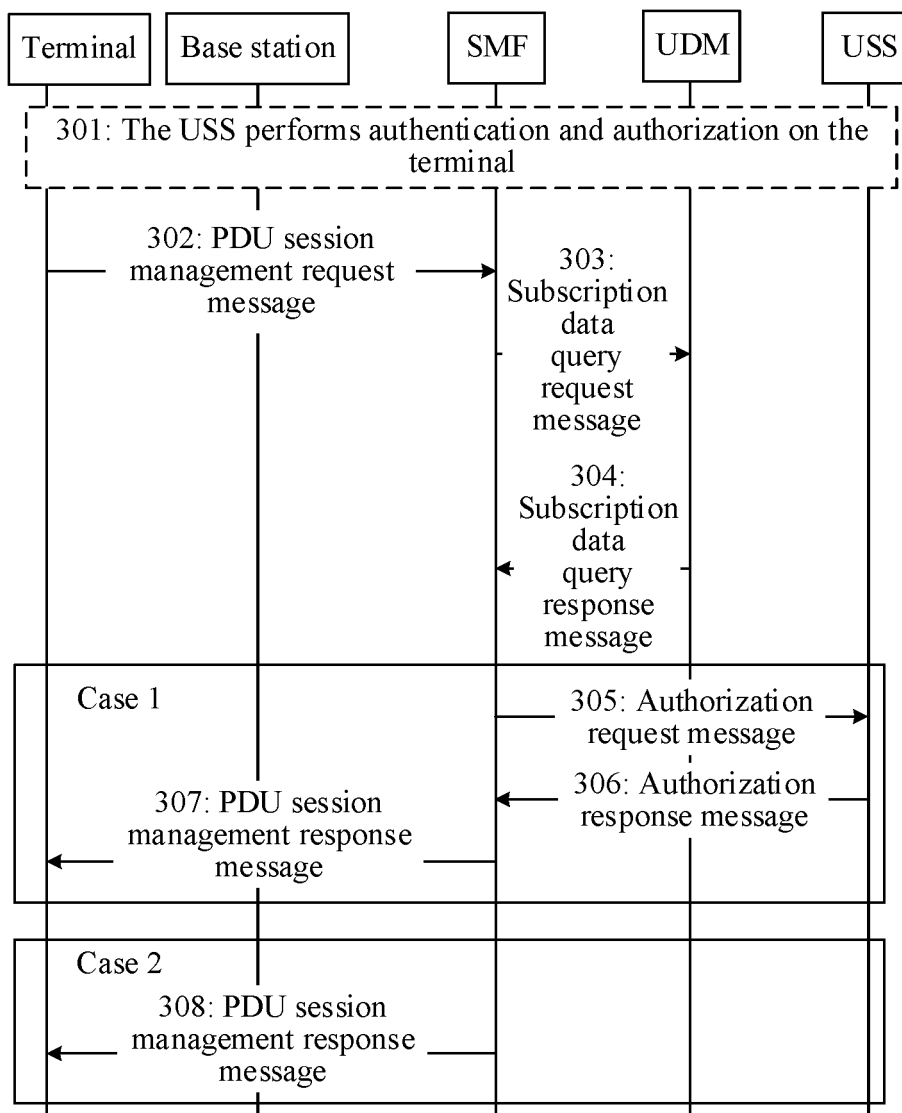 Terminal
Base station
SMF
UDM
USS
301: The USS performs authentication and authorization on the
terminal
302: PDU session
management request
message
303:
Subscription
data
query
request
message
304:
Subscription
data
query
response
message
Case 1
305: Authorization
request message
306: Authorization
response message
307: PDU session
management response
message
Case 2
308: PDU session
management response
message